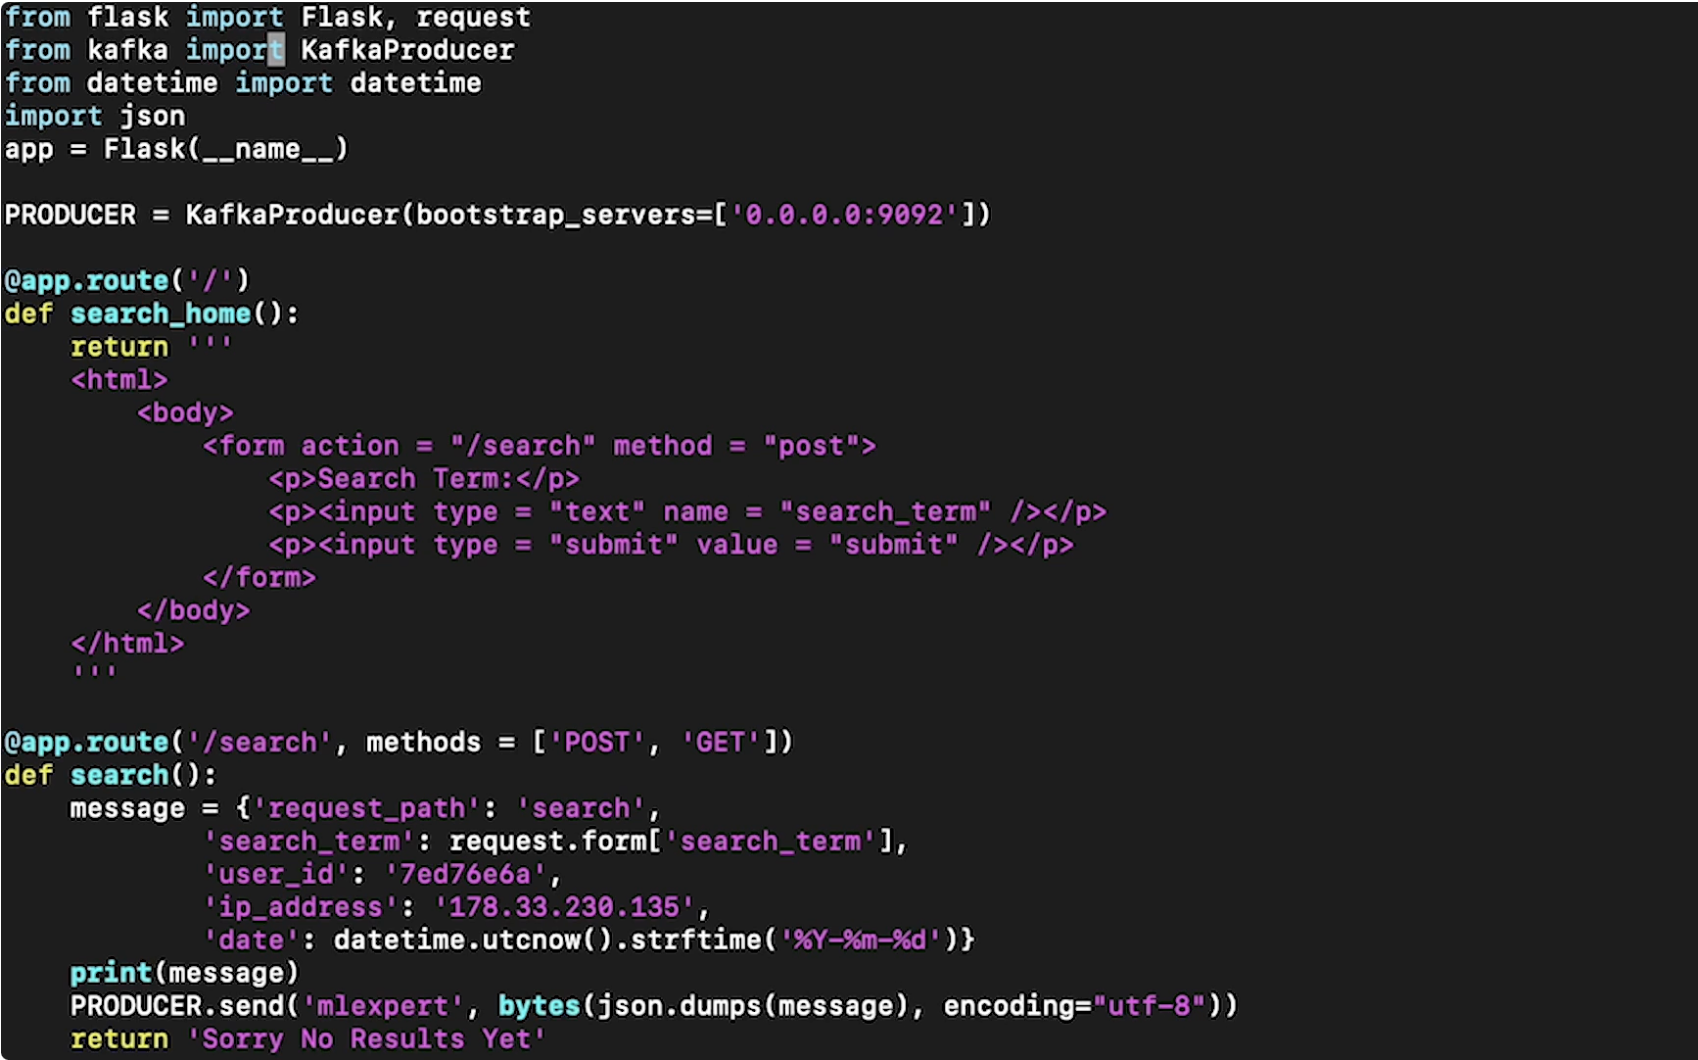 from flask import Flask, request
from kafka import KafkaProducer
from datetime import datetime
import json
app = Flask(__name__)

PRODUCER = KafkaProducer(bootstrap_servers=['0.0.0.0:9092'])

@app.route('/')
def search_home():
    return '''
    <html>
        <body>
            <form action = "/search" method = "post">
                <p>Search Term:</p>
                <p><input type = "text" name = "search_term" /></p>
                <p><input type = "submit" value = "submit" /></p>
            </form>
        </body>
    </html>
    '''

@app.route('/search', methods = ['POST', 'GET'])
def search():
    message = {'request_path': 'search',
            'search_term': request.form['search_term'],
            'user_id': '7ed76e6a',
            'ip_address': '178.33.230.135',
            'date': datetime.utcnow().strftime('%Y-%m-%d')}
    print(message)
    PRODUCER.send('mlexpert', bytes(json.dumps(message), encoding="utf-8"))
    return 'Sorry No Results Yet'